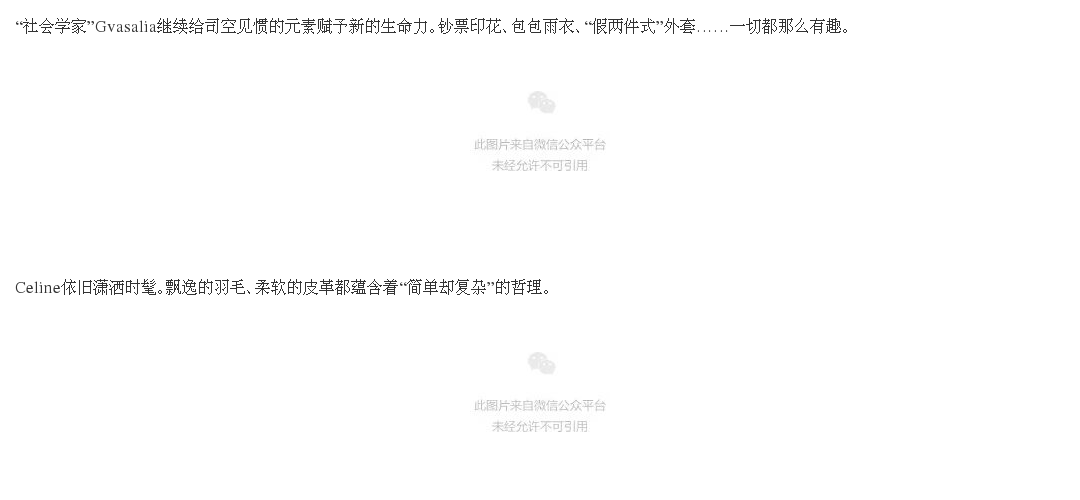 “社会学家”Gvasalia继续给司空见惯的元素赋予新的生命力。钞票印花、包包雨衣、“假两件式”外套……一切都那么有趣。
此图片来自微信公众平台
未经允许不可引用
Celine依旧潇洒时髦。飘逸的羽毛、柔软的皮革都蕴含着“简单却复杂”的哲理。
此图片来自微信公众平台
未经允许不可引用